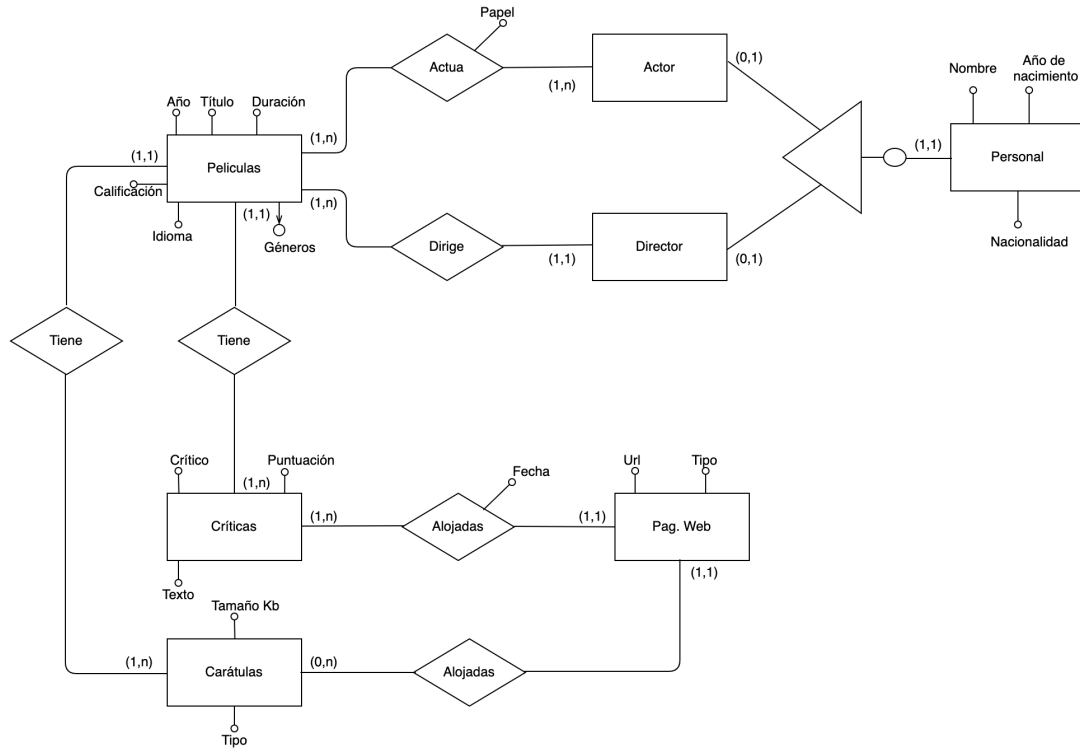 Papel
Actua
(1,n)
Actor
(0,1)
Nombre
Año de
nacimiento
Año
Título
Duración
(1,n)
(1,1)
Peliculas
(1,1)
Personal
Calificación
(1,n)
(1,1)
Idioma
Géneros
Dirige
(1,1)
Director
(0,1)
Nacionalidad
Tiene
Tiene
Crítico
Puntuación
(1,n)
Fecha
Url
Tipo
Críticas
(1,n)
Alojadas
(1,1)
Pag. Web
(1,1)
Texto
Tamaño Kb
(1,n)
Carátulas
(0,n)
Alojadas
Tipo